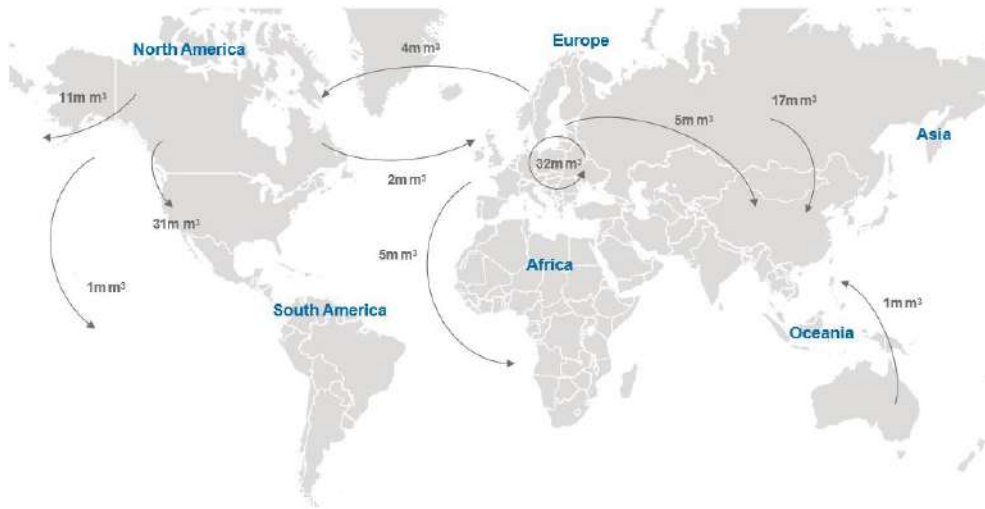 North America
Europe
4m m³
11m m³
5m m³
17m m³
Asia
32m m³
2m m³
31m m³
5m m³
Africa
1m m³
South America
1m m³
Oceania